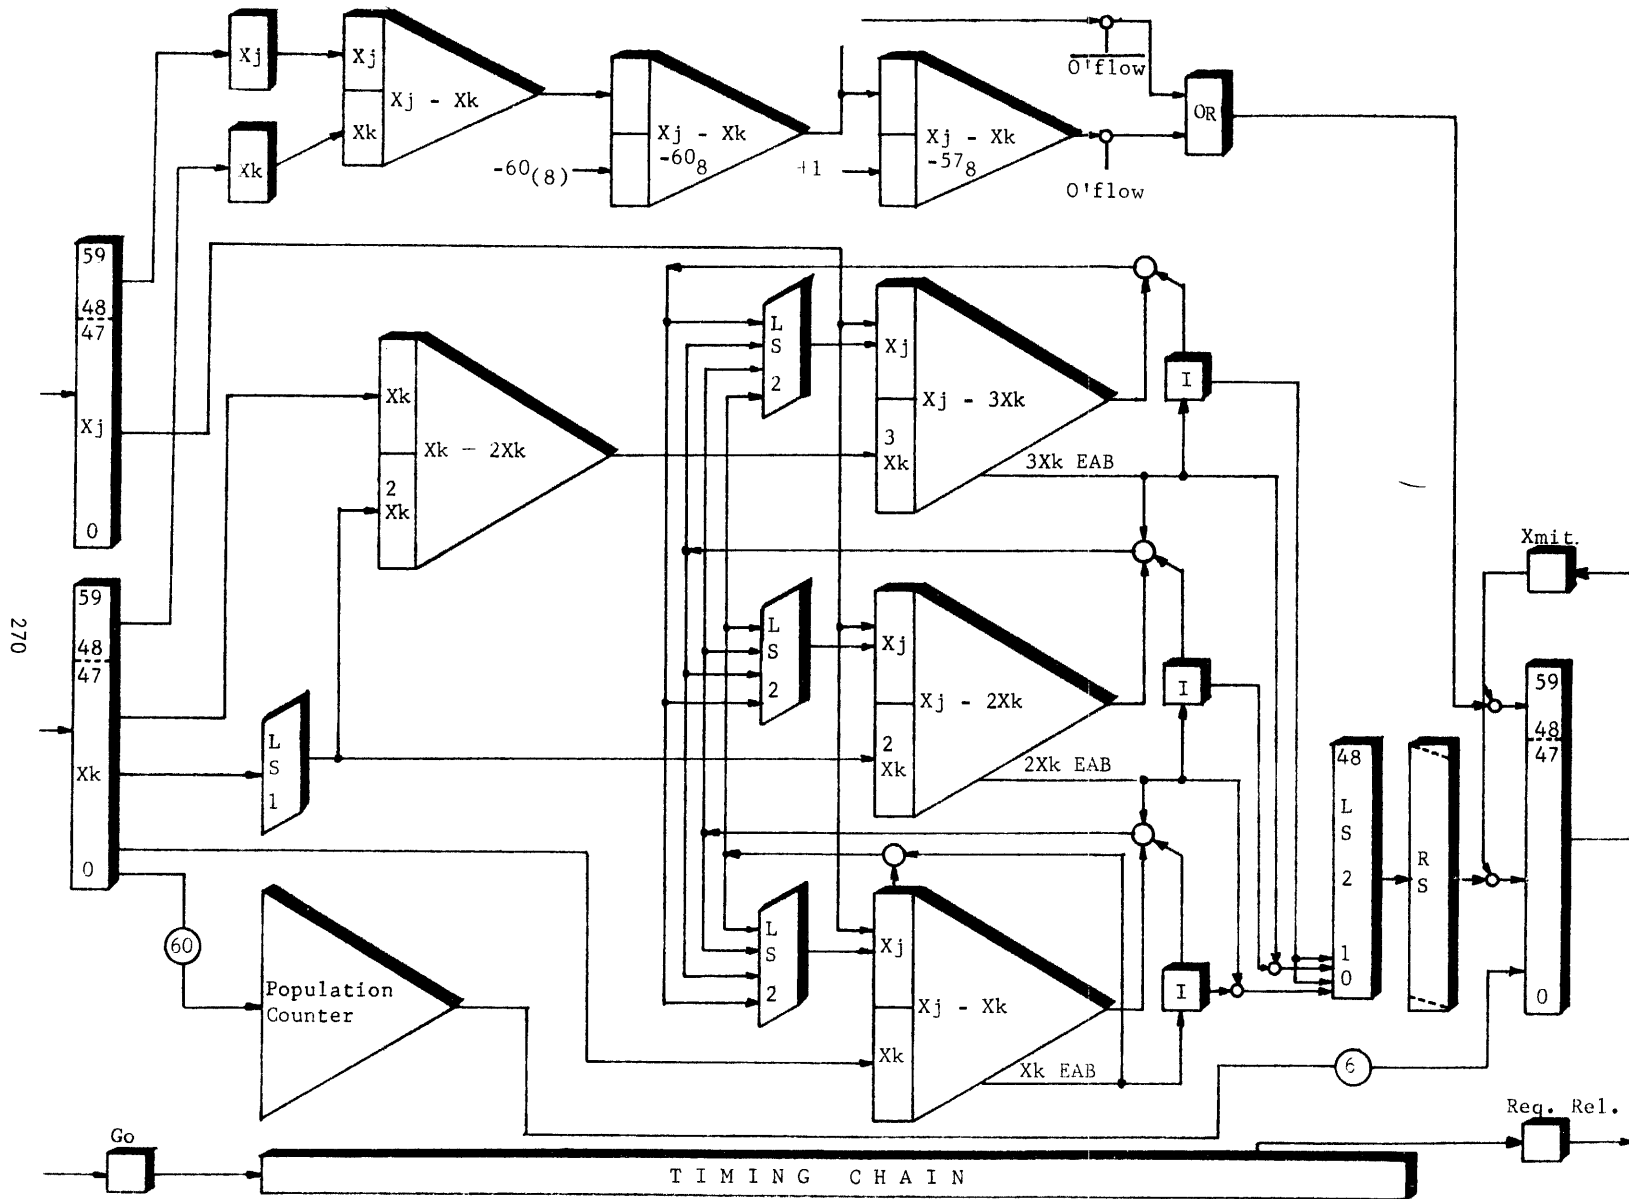 Xj
Xk
Xj
Xk
Xj - Xk
-60(8)
Xj - Xk
-60₈
+1
Xj - Xk
-57₈
O'flow
O'flow
OR
59
48
47
Xj
0
59
48
47
Xk
0
270
Xk
2
Xk
Xk - 2Xk
L
S
1
60
Population
Counter
L
S
2
Xj
3
Xk
Xj - 3Xk
3Xk EAB
I
L
S
2
Xj
2
Xk
Xj - 2Xk
2Xk EAB
I
L
S
2
Xj
Xk
Xj - Xk
Xk EAB
I
48
L
S
2
1
0
R
S
Xmit.
59
48
47
0
6
Go
TIMING CHAIN
Req. Rel.